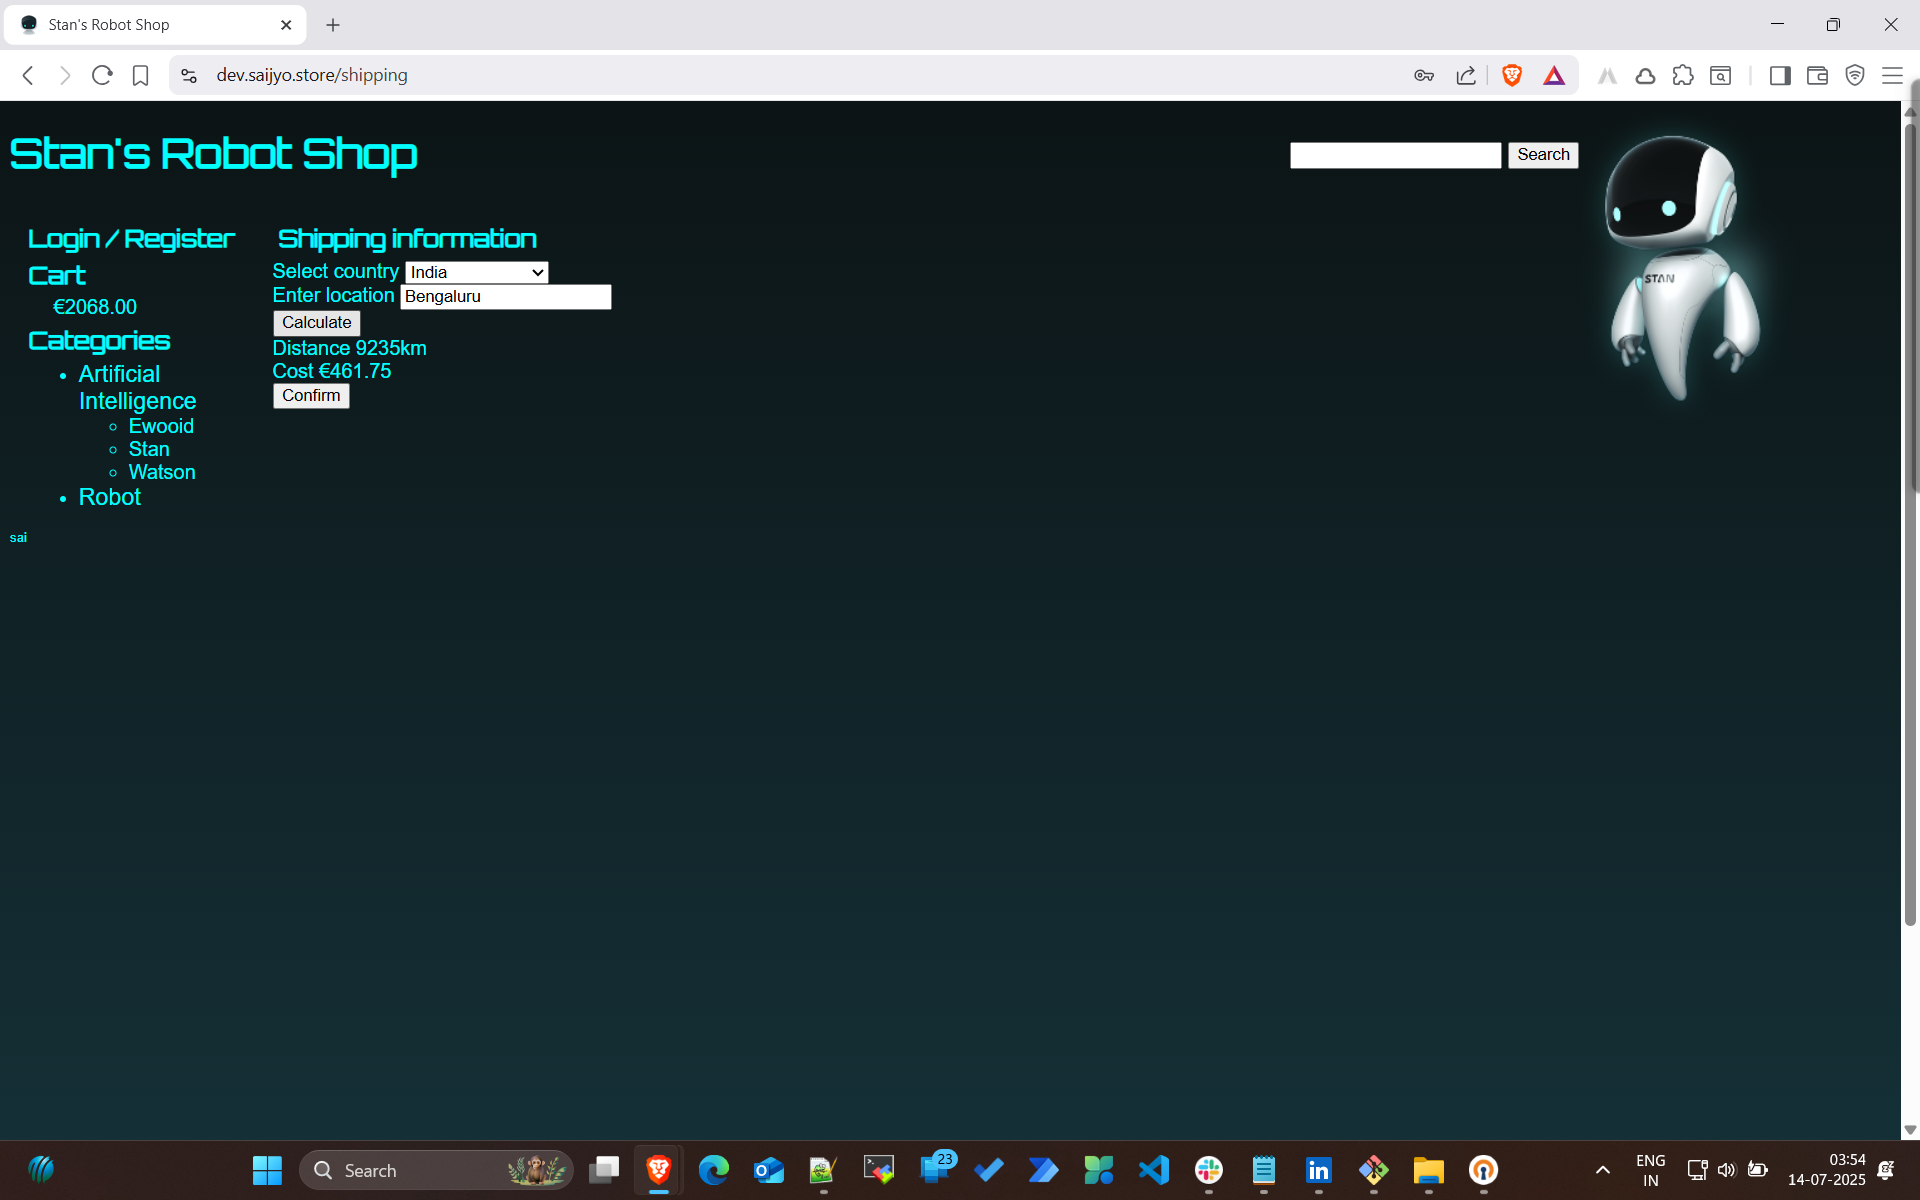 Stan's Robot Shop
dev.saijyo.store/shipping
Stan's Robot Shop
Search
STAN
Login / Register
Cart
€2068.00
Categories
Artificial
Intelligence
Ewooid
Stan
Watson
Robot
sai
Shipping information
Select country India
Enter location Bengaluru
Calculate
Distance 9235km
Cost €461.75
Confirm
Search
23
ENG
IN
03:54
14-07-2025